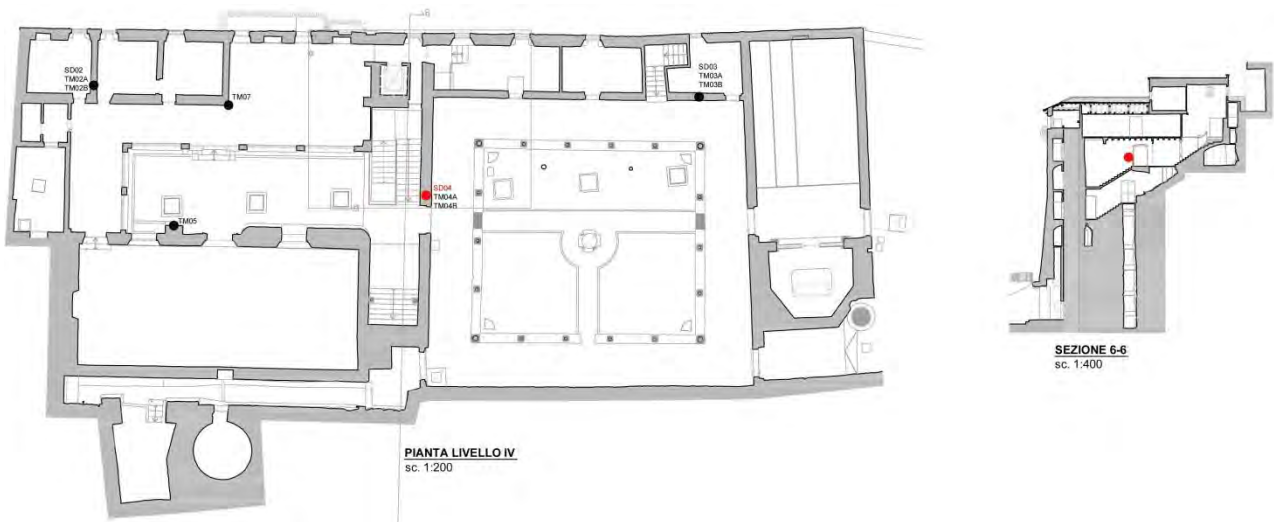 SD02
TM02A
TM02B
TM07
SD03
TM03A
TM03B
SD04
TM04A
TM04B
TM05
PIANTA LIVELLO IV
sc. 1:200
SEZIONE 6-6
sc. 1:400